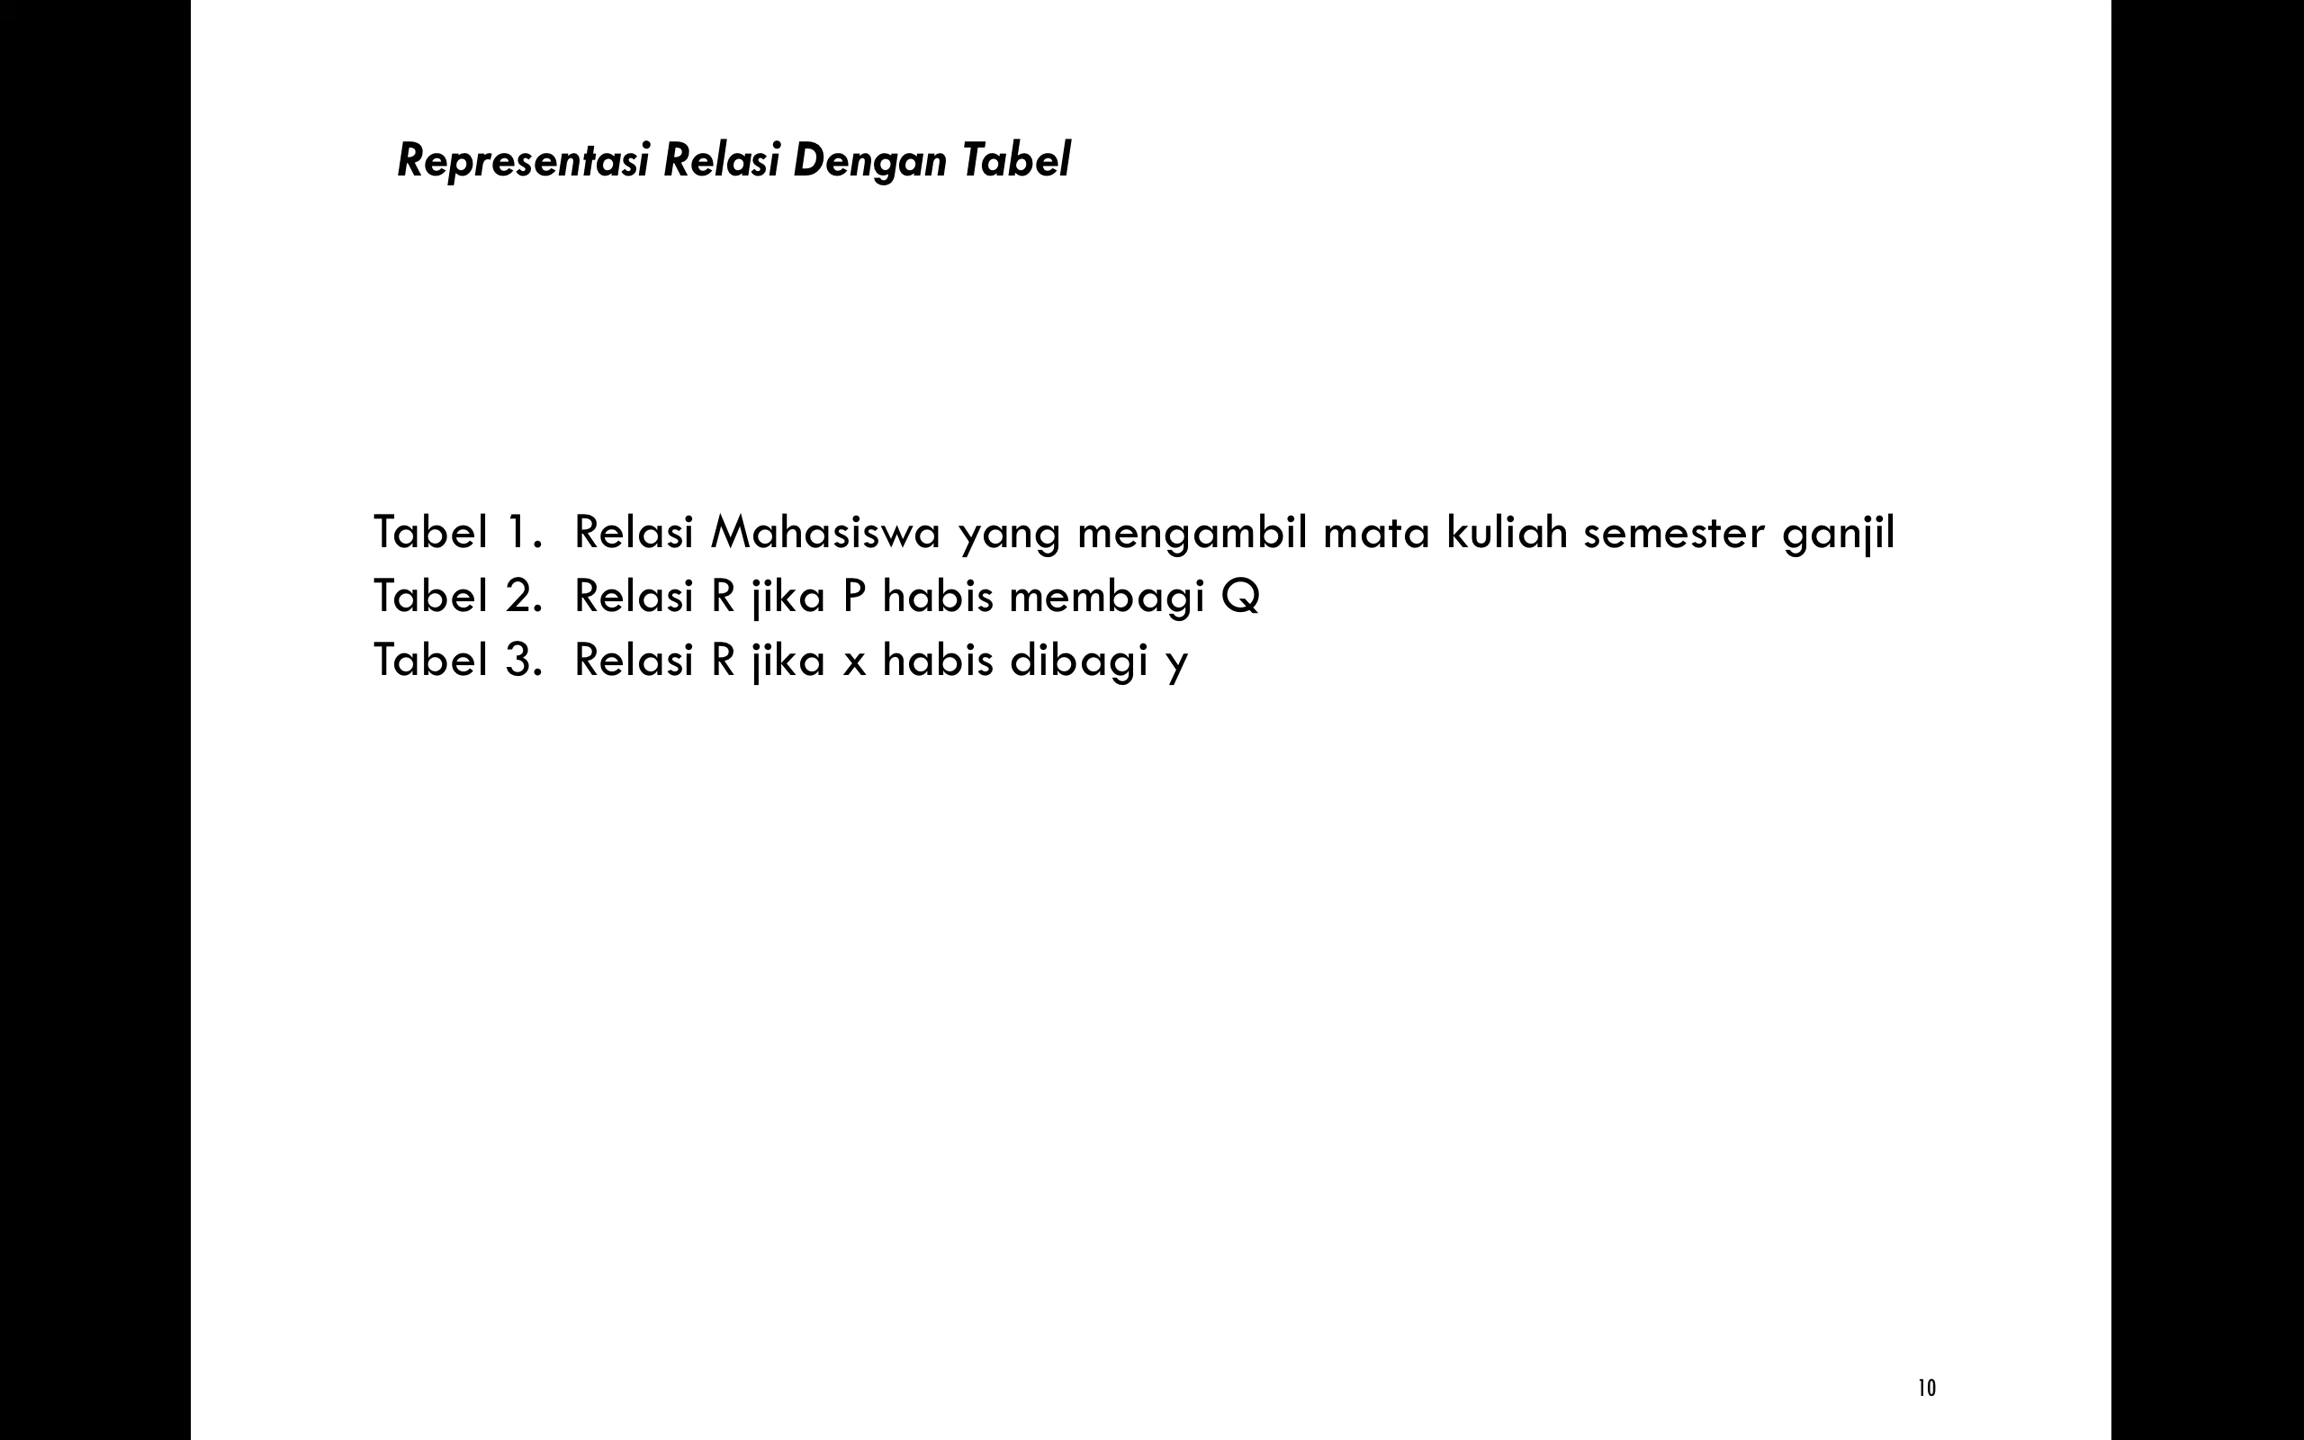 Representasi Relasi Dengan Tabel
Tabel 1. Relasi Mahasiswa yang mengambil mata kuliah semester ganjil
Tabel 2. Relasi R jika P habis membagi Q
Tabel 3. Relasi R jika x habis dibagi y
10